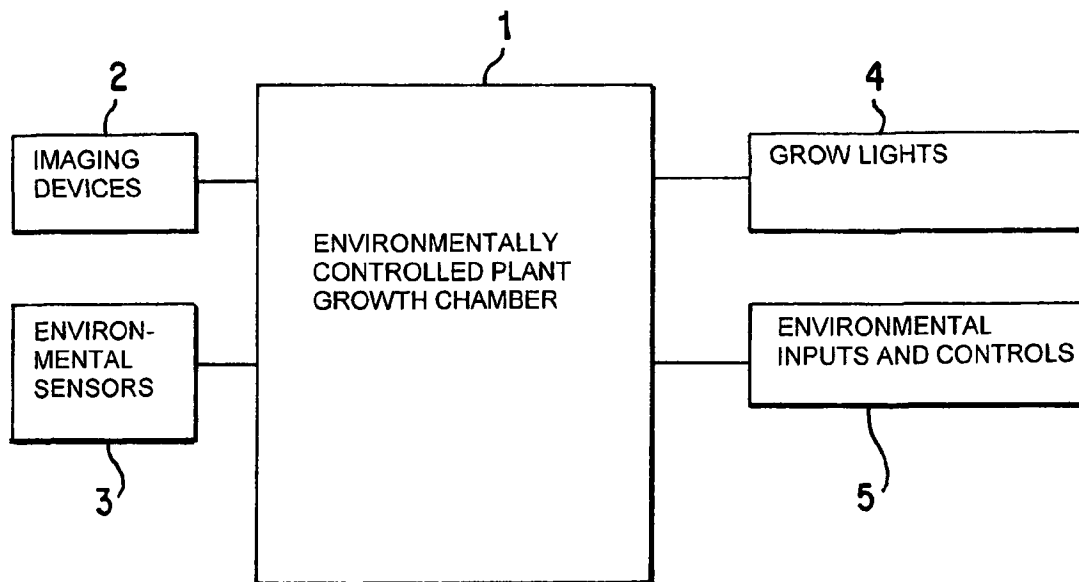 1
2
IMAGING
DEVICES
4
GROW LIGHTS
ENVIRONMENTALLY
CONTROLLED PLANT
GROWTH CHAMBER
ENVIRON-
MENTAL
SENSORS
3
ENVIRONMENTAL
INPUTS AND CONTROLS
5